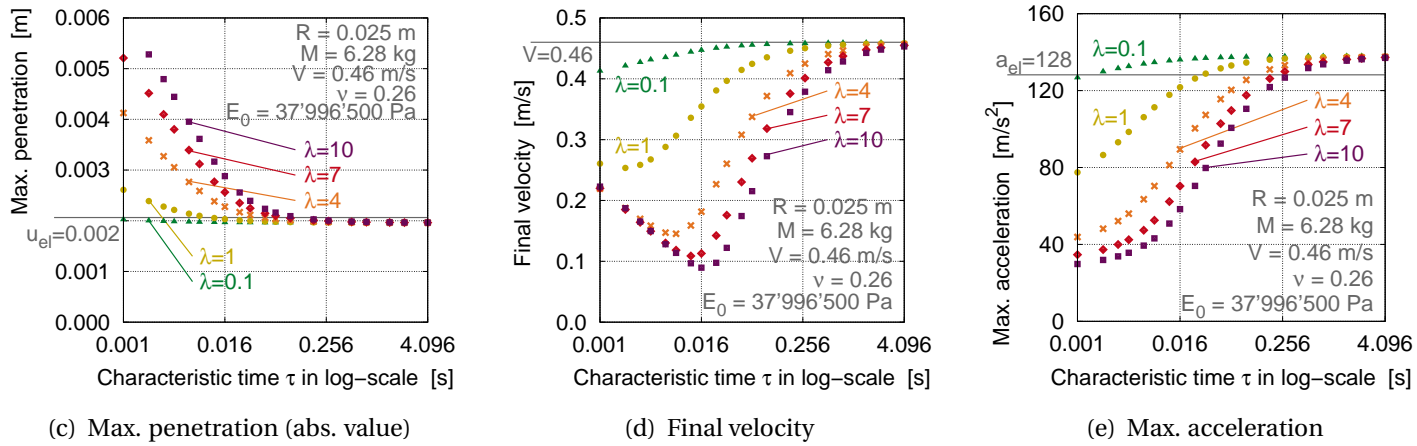 Max. penetration [m]
0.006
0.005
0.004
0.003
0.002
0.001
0.000
R = 0.025 m
M = 6.28 kg
V = 0.46 m/s
ν = 0.26
E0 = 37'996'500 Pa
λ=10
λ=7
λ=4
uel=0.002
λ=1
λ=0.1
0.001 0.016 0.256 4.096
Characteristic time τ in log−scale [s]
(c) Max. penetration (abs. value)
Final velocity [m/s]
0.5
0.4
0.3
0.2
0.1
0.0
V=0.46
λ=0.1
λ=4
λ=7
λ=1
λ=10
R = 0.025 m
M = 6.28 kg
V = 0.46 m/s
ν = 0.26
E0 = 37'996'500 Pa
0.001 0.016 0.256 4.096
Characteristic time τ in log−scale [s]
(d) Final velocity
Max. acceleration [m/s2]
160
120
80
40
0
λ=0.1
ael=128
λ=1
λ=4
λ=7
λ=10
R = 0.025 m
M = 6.28 kg
V = 0.46 m/s
ν = 0.26
E0 = 37'996'500 Pa
0.001 0.016 0.256 4.096
Characteristic time τ in log−scale [s]
(e) Max. acceleration